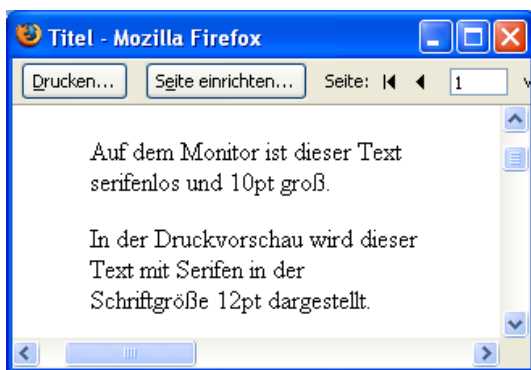 Titel - Mozilla Firefox
Drucken... Seite einrichten... Seite: 1
Auf dem Monitor ist dieser Text
serifenlos und 10pt groß.
In der Druckvorschau wird dieser
Text mit Serifen in der
Schriftgröße 12pt dargestellt.